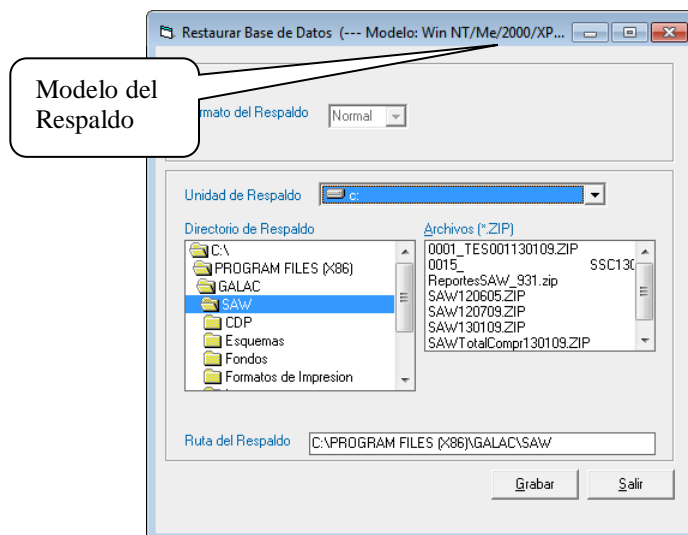 Restaurar Base de Datos (--- Modelo: Win NT/Me/2000/XP...
Modelo del
Respaldo
rmato del Respaldo
Normal
Unidad de Respaldo
c:
Directorio de Respaldo
Archivos (*.ZIP)
C:\
PROGRAM FILES (X86)
GALAC
SAW
CDP
Esquemas
Fondos
Formatos de Impresion
0001_TES001130109.ZIP
0015_ SSC130
ReportesSAW_931.zip
SAW120605.ZIP
SAW120709.ZIP
SAW130109.ZIP
SAWTotalCompr130109.ZIP
Ruta del Respaldo
C:\PROGRAM FILES (X86)\GALAC\SAW
Grabar
Salir